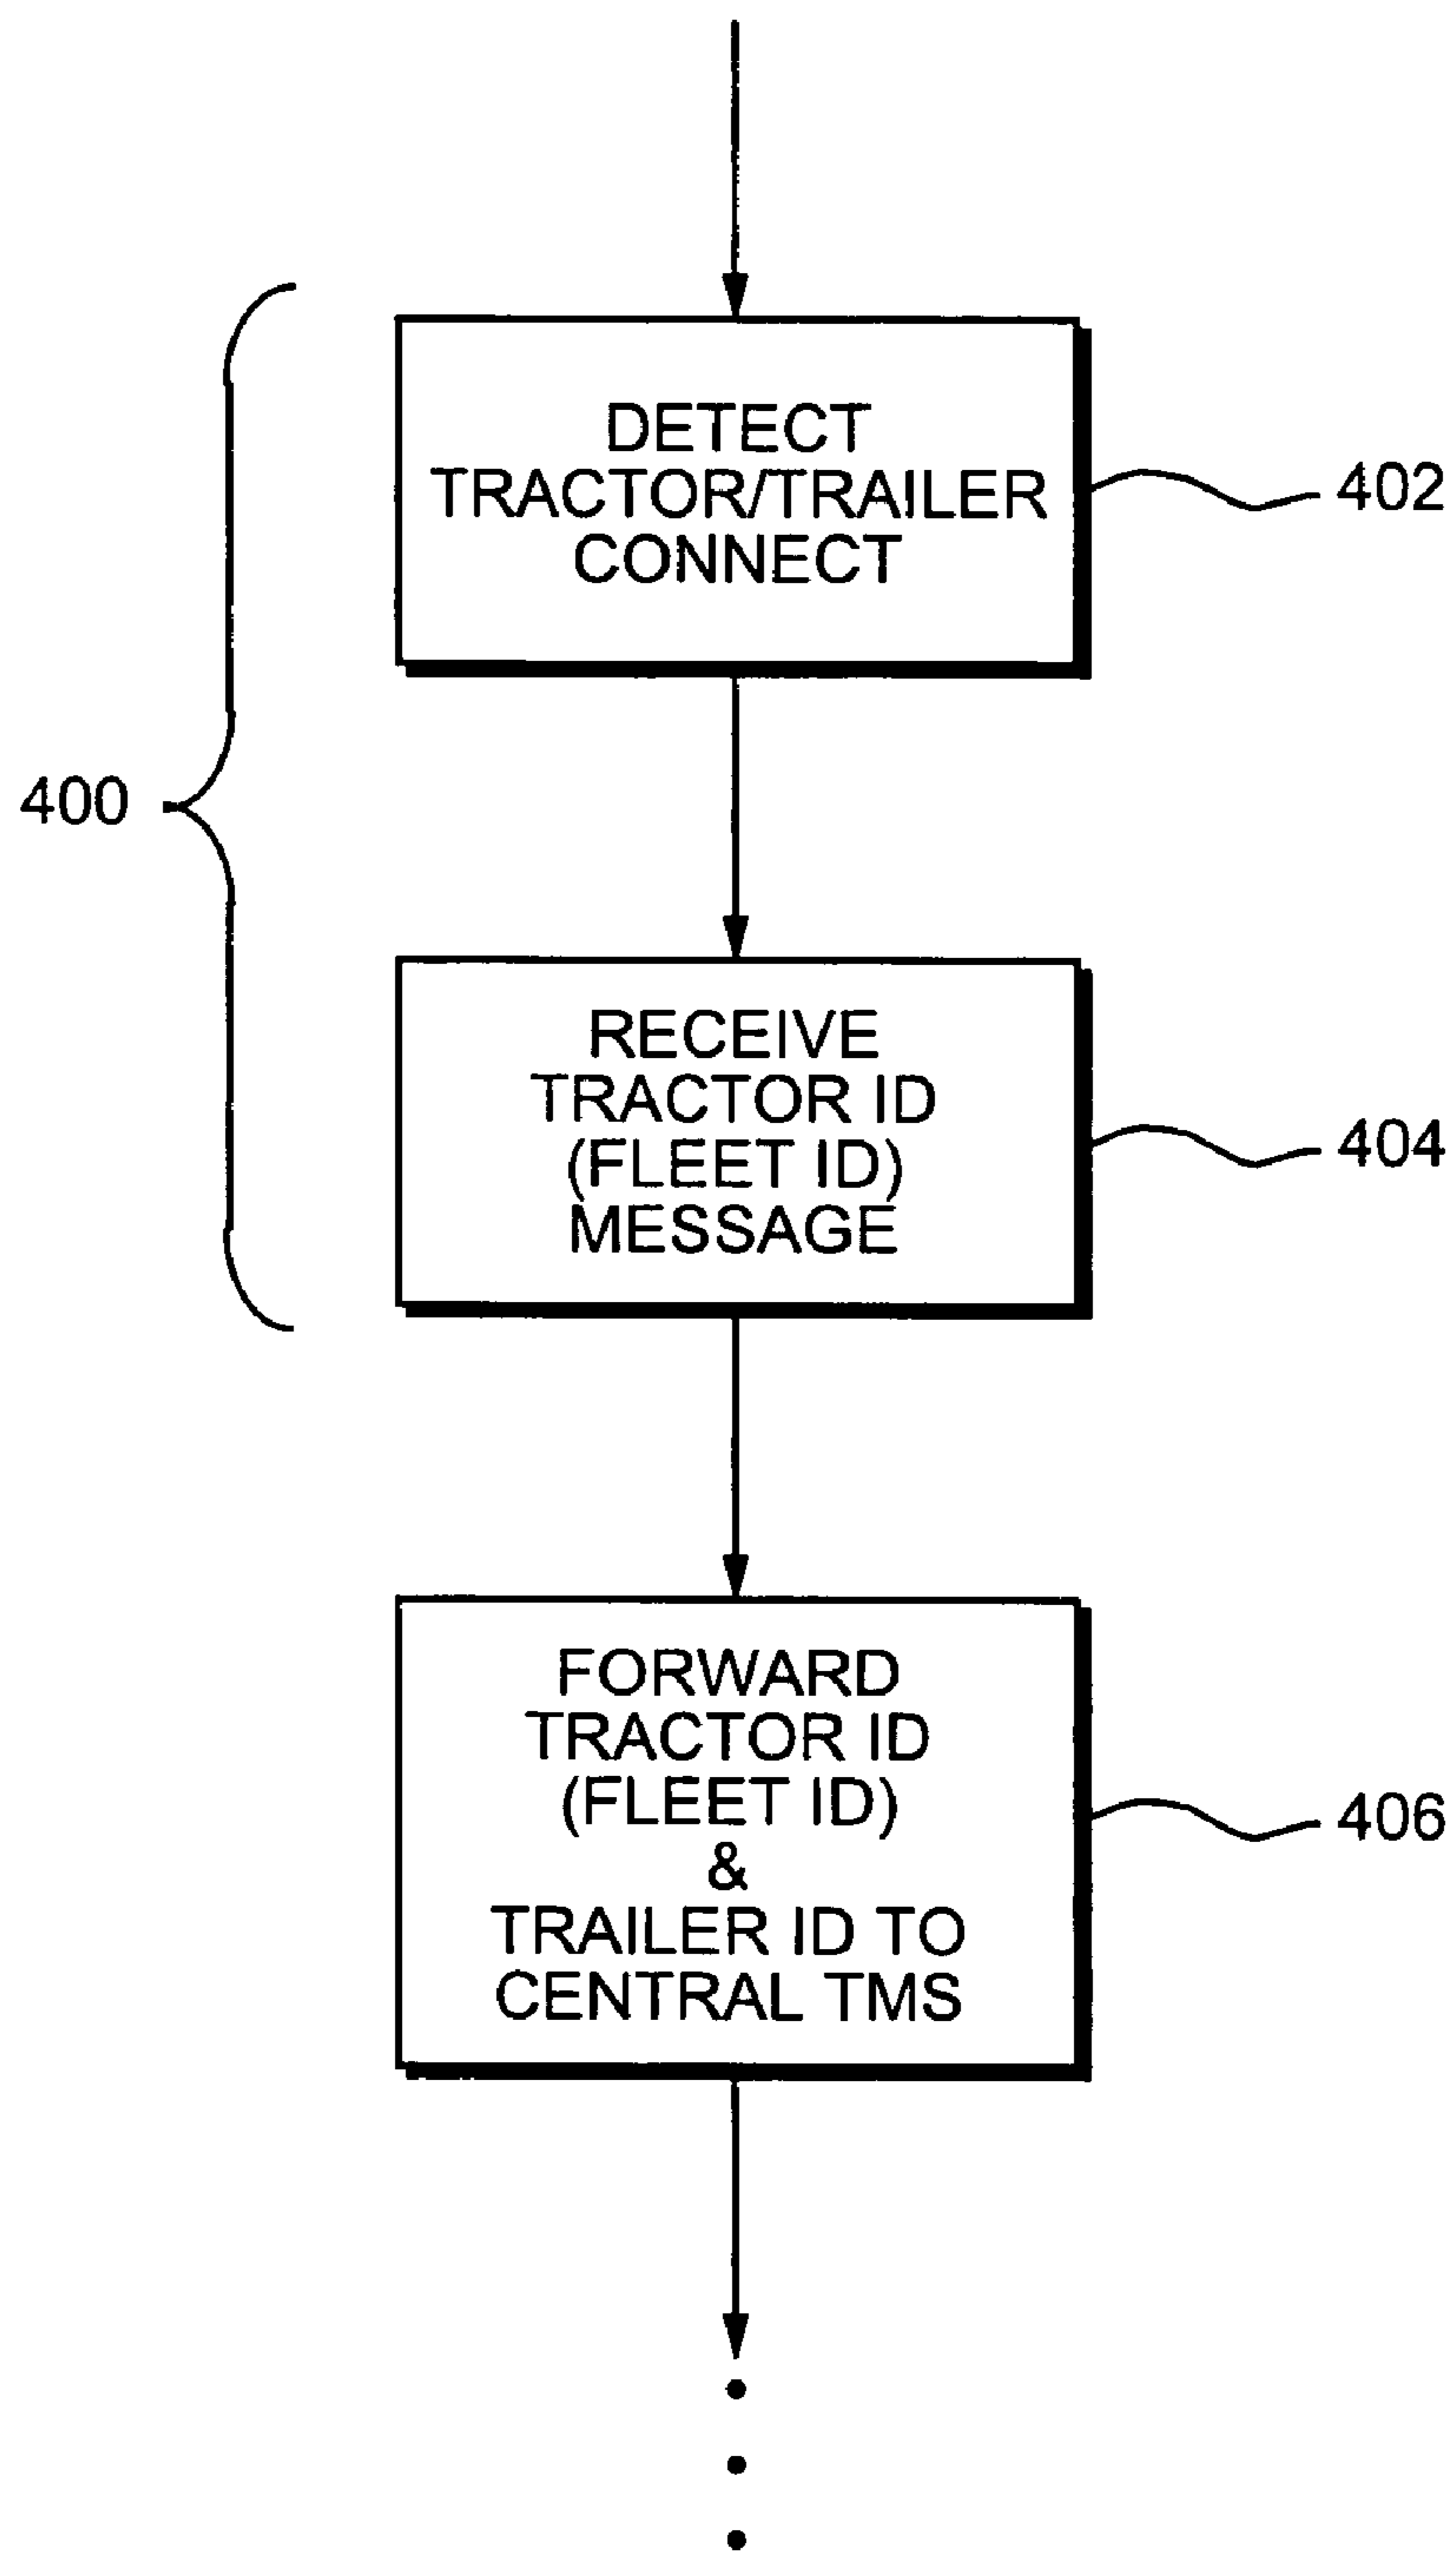 DETECT
TRACTOR/TRAILER
CONNECT
402
400
RECEIVE
TRACTOR ID
(FLEET ID)
MESSAGE
404
FORWARD
TRACTOR ID
(FLEET ID)
&
TRAILER ID TO
CENTRAL TMS
406